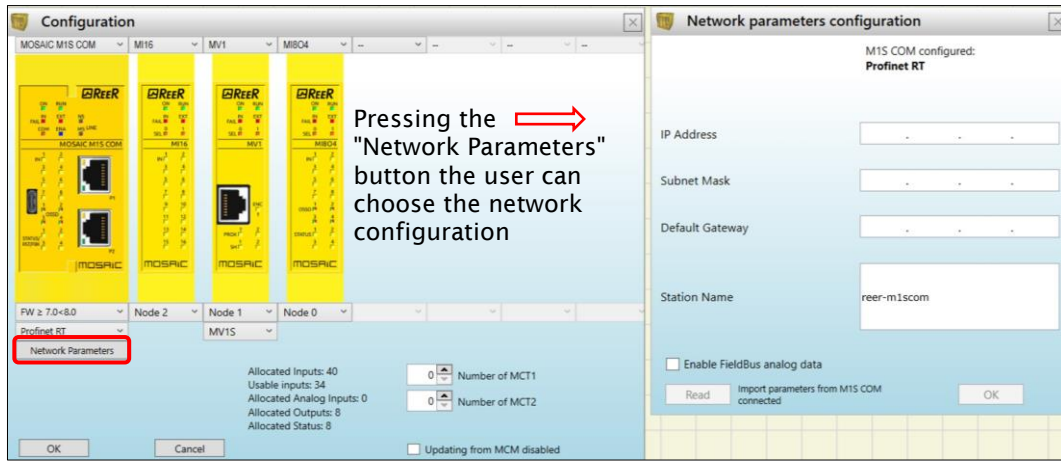 Configuration
MOSAIC M1S COM MI16 MV1 MI8O4 -- -- -- --
REER REER REER REER
MOSAIC M1S COM MI16 MV1 MI8O4
P1
P2
MOSAIC MOSAIC MOSAIC MOSAIC
Pressing the
"Network Parameters"
button the user can
choose the network
configuration
FW ≥ 7.0<8.0 Node 2 Node 1 Node 0
Profinet RT MV1S
Network Parameters
Allocated Inputs: 40
Usable inputs: 34
Allocated Analog Inputs: 0
Allocated Outputs: 8
Allocated Status: 8
0 Number of MCT1
0 Number of MCT2
OK Cancel Updating from MCM disabled
Network parameters configuration
M1S COM configured:
Profinet RT
IP Address . . .
Subnet Mask . . .
Default Gateway . . .
Station Name reer-m1scom
Enable FieldBus analog data
Read Import parameters from M1S COM
connected
OK